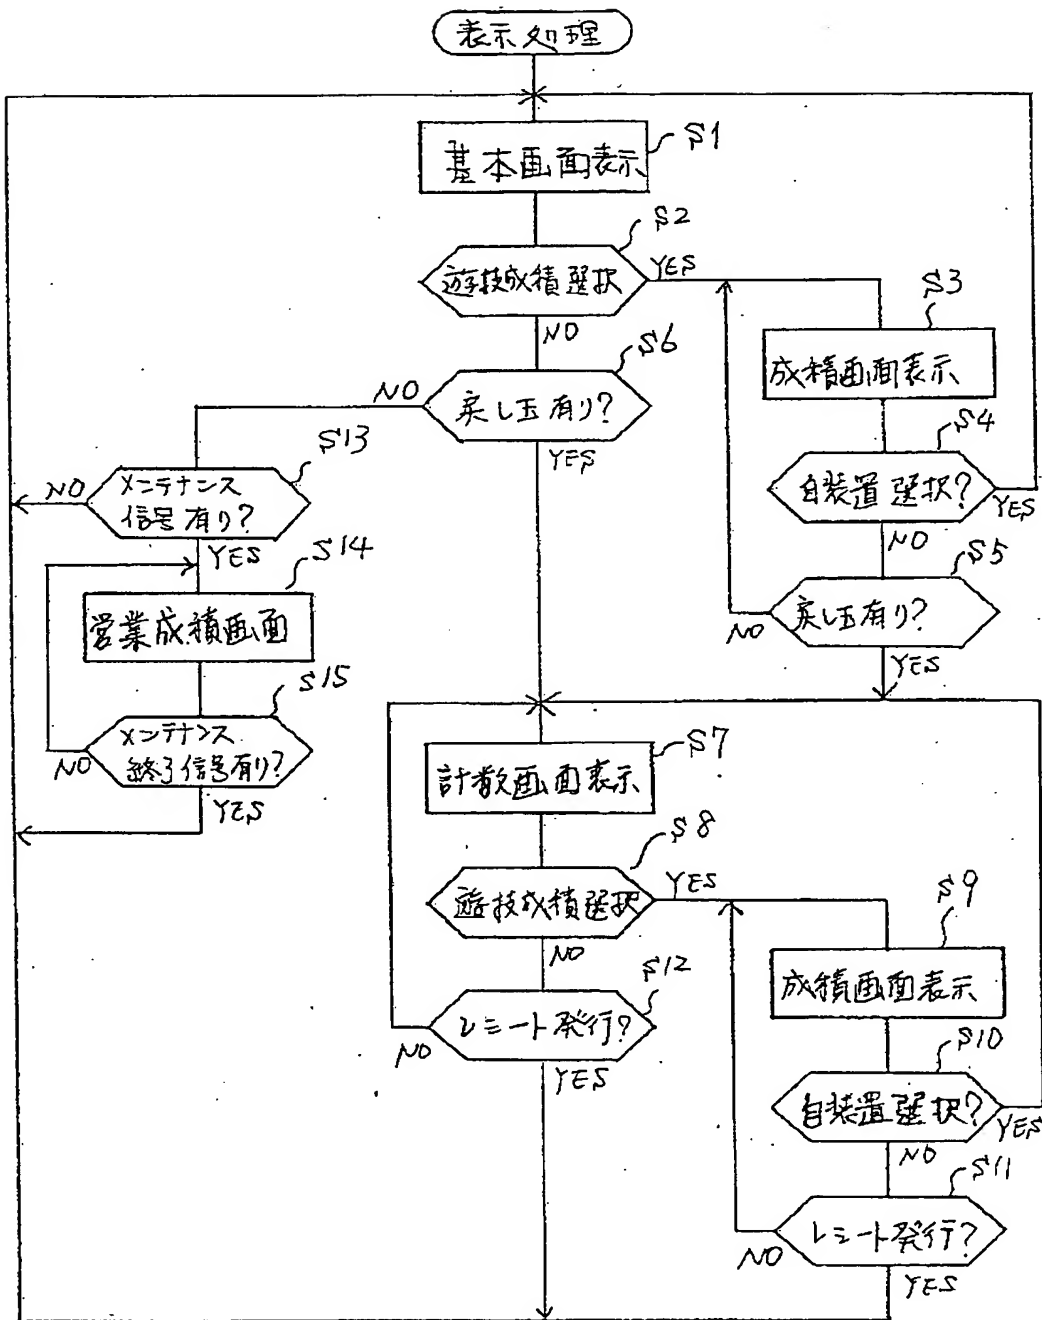 表示処理
S1
基本画面表示
S2
遊技成積選択
YES
NO
S3
成積画面表示
S4
自装置選択?
YES
NO
S5
戻し玉有り?
NO
YES
S6
戻し玉有り?
NO
YES
S13
メンテナンス
信号有り?
NO
YES
S14
営業成積画面
S15
メンテナンス
終了信号有り?
NO
YES
S7
計数画面表示
S8
遊技成積選択
YES
NO
S9
成積画面表示
S10
自装置選択?
YES
NO
S11
レシート発行?
NO
YES
S12
レシート発行?
NO
YES